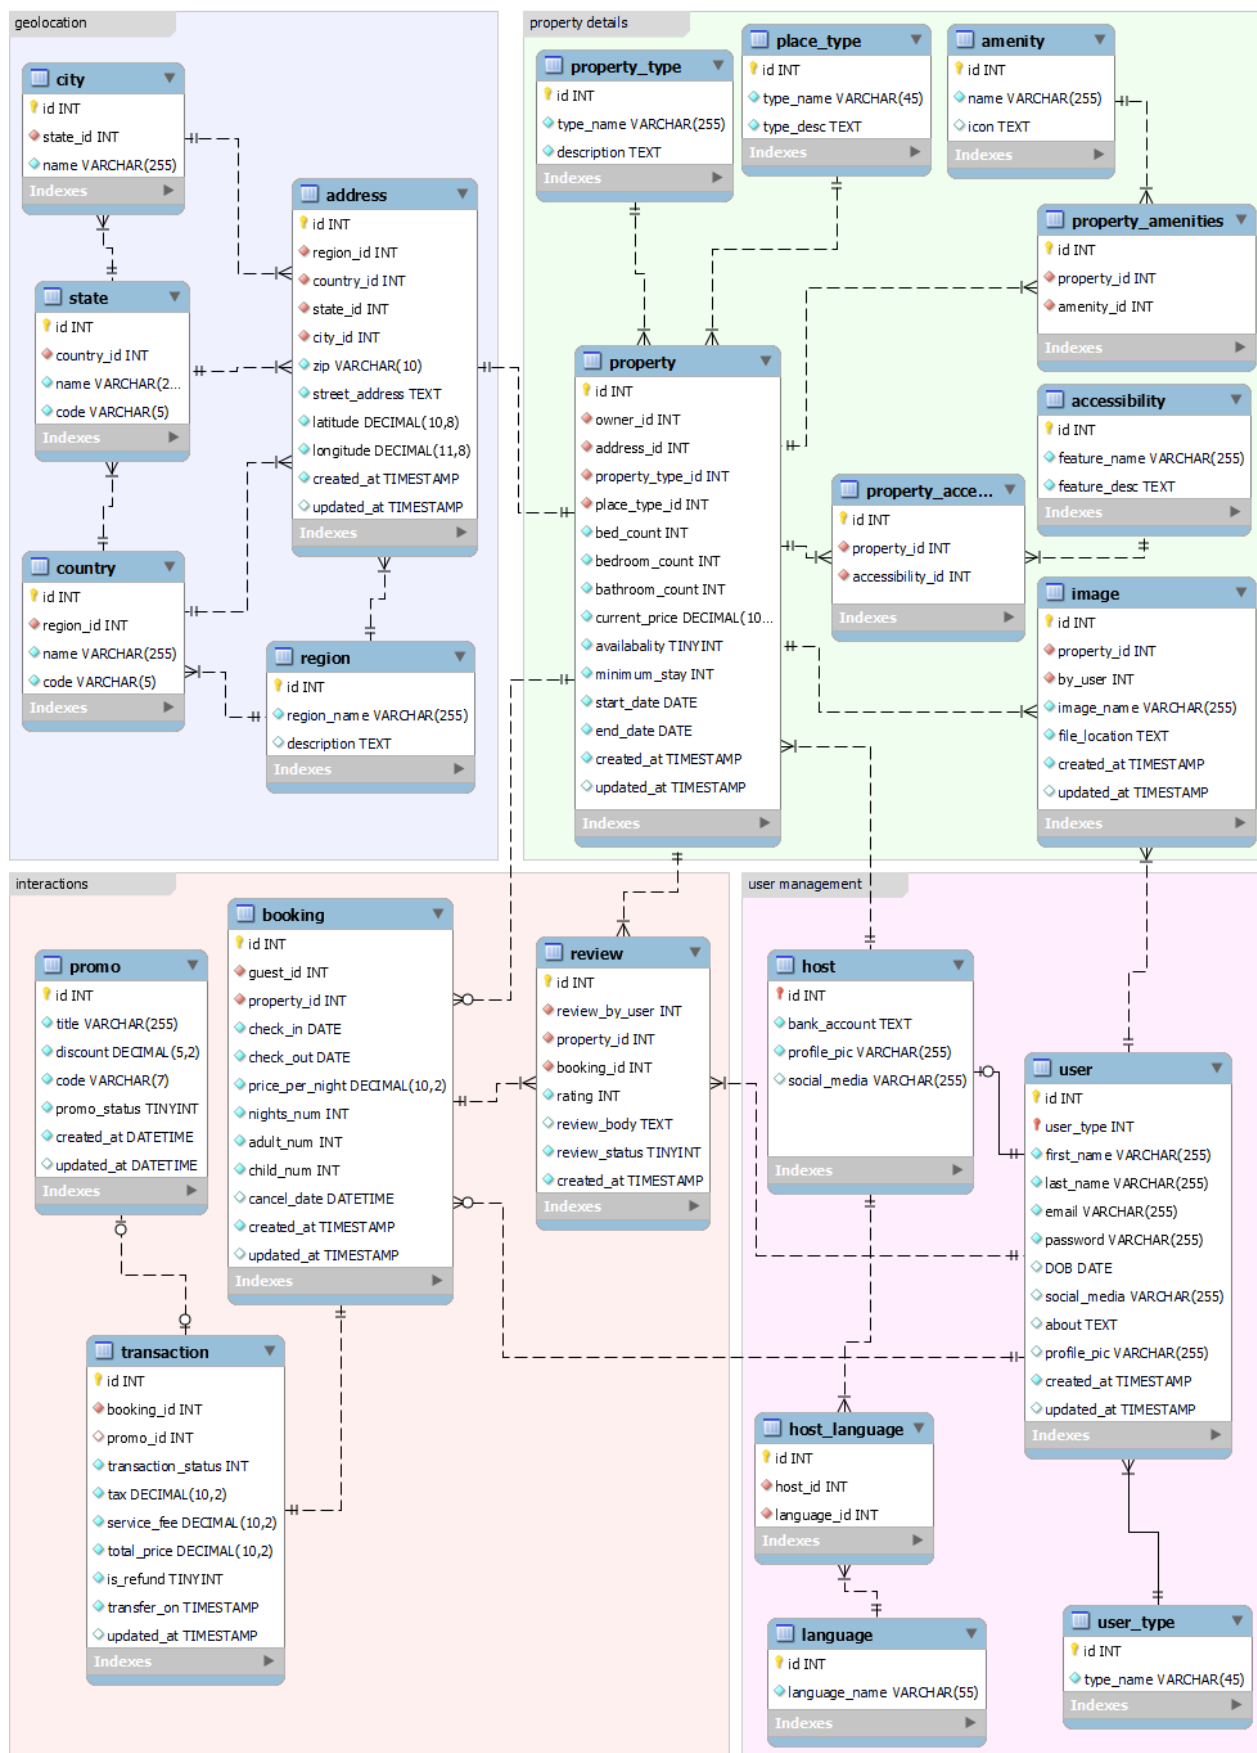 geolocation
city
id INT
state_id INT
name VARCHAR(255)
Indexes
state
id INT
country_id INT
name VARCHAR(2...
code VARCHAR(5)
Indexes
country
id INT
region_id INT
name VARCHAR(255)
code VARCHAR(5)
Indexes
address
id INT
region_id INT
country_id INT
state_id INT
city_id INT
zip VARCHAR(10)
street_address TEXT
latitude DECIMAL(10,8)
longitude DECIMAL(11,8)
created_at TIMESTAMP
updated_at TIMESTAMP
Indexes
region
id INT
region_name VARCHAR(255)
description TEXT
Indexes
property details
property_type
id INT
type_name VARCHAR(255)
description TEXT
Indexes
place_type
id INT
type_name VARCHAR(45)
type_desc TEXT
Indexes
amenity
id INT
name VARCHAR(255)
icon TEXT
Indexes
property_amenities
id INT
property_id INT
amenity_id INT
Indexes
property
id INT
owner_id INT
address_id INT
property_type_id INT
place_type_id INT
bed_count INT
bedroom_count INT
bathroom_count INT
current_price DECIMAL(10...
availabality TINYINT
minimum_stay INT
start_date DATE
end_date DATE
created_at TIMESTAMP
updated_at TIMESTAMP
Indexes
accessibility
id INT
feature_name VARCHAR(255)
feature_desc TEXT
Indexes
property_acce...
id INT
property_id INT
accessibility_id INT
Indexes
image
id INT
property_id INT
by_user INT
image_name VARCHAR(255)
file_location TEXT
created_at TIMESTAMP
updated_at TIMESTAMP
Indexes
interactions
promo
id INT
title VARCHAR(255)
discount DECIMAL(5,2)
code VARCHAR(7)
promo_status TINYINT
created_at DATETIME
updated_at DATETIME
Indexes
booking
id INT
guest_id INT
property_id INT
check_in DATE
check_out DATE
price_per_night DECIMAL(10,2)
nights_num INT
adult_num INT
child_num INT
cancel_date DATETIME
created_at TIMESTAMP
updated_at TIMESTAMP
Indexes
review
id INT
review_by_user INT
property_id INT
booking_id INT
rating INT
review_body TEXT
review_status TINYINT
created_at TIMESTAMP
Indexes
transaction
id INT
booking_id INT
promo_id INT
transaction_status INT
tax DECIMAL(10,2)
service_fee DECIMAL(10,2)
total_price DECIMAL(10,2)
is_refund TINYINT
transfer_on TIMESTAMP
updated_at TIMESTAMP
Indexes
user management
host
id INT
bank_account TEXT
profile_pic VARCHAR(255)
social_media VARCHAR(255)
Indexes
user
id INT
user_type INT
first_name VARCHAR(255)
last_name VARCHAR(255)
email VARCHAR(255)
password VARCHAR(255)
DOB DATE
social_media VARCHAR(255)
about TEXT
profile_pic VARCHAR(255)
created_at TIMESTAMP
updated_at TIMESTAMP
Indexes
host_language
id INT
host_id INT
language_id INT
Indexes
language
id INT
language_name VARCHAR(55)
Indexes
user_type
id INT
type_name VARCHAR(45)
Indexes